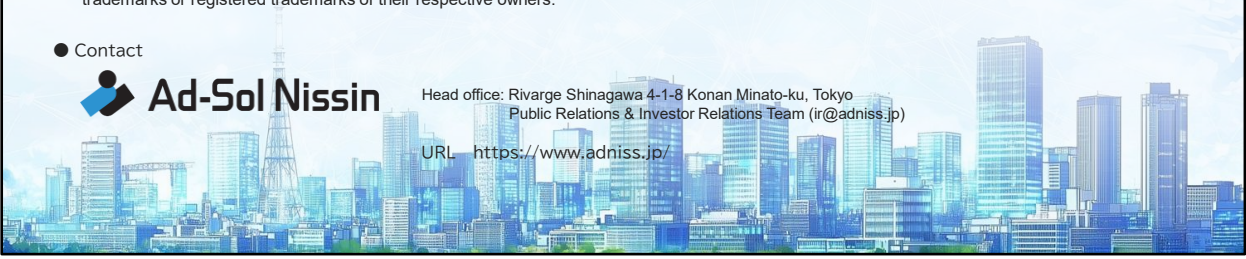 trademarks or registered trademarks of their respective owners.
● Contact
Ad-Sol Nissin
Head office: Rivarge Shinagawa 4-1-8 Konan Minato-ku, Tokyo
Public Relations & Investor Relations Team (ir@adniss.jp)
URL https://www.adniss.jp/